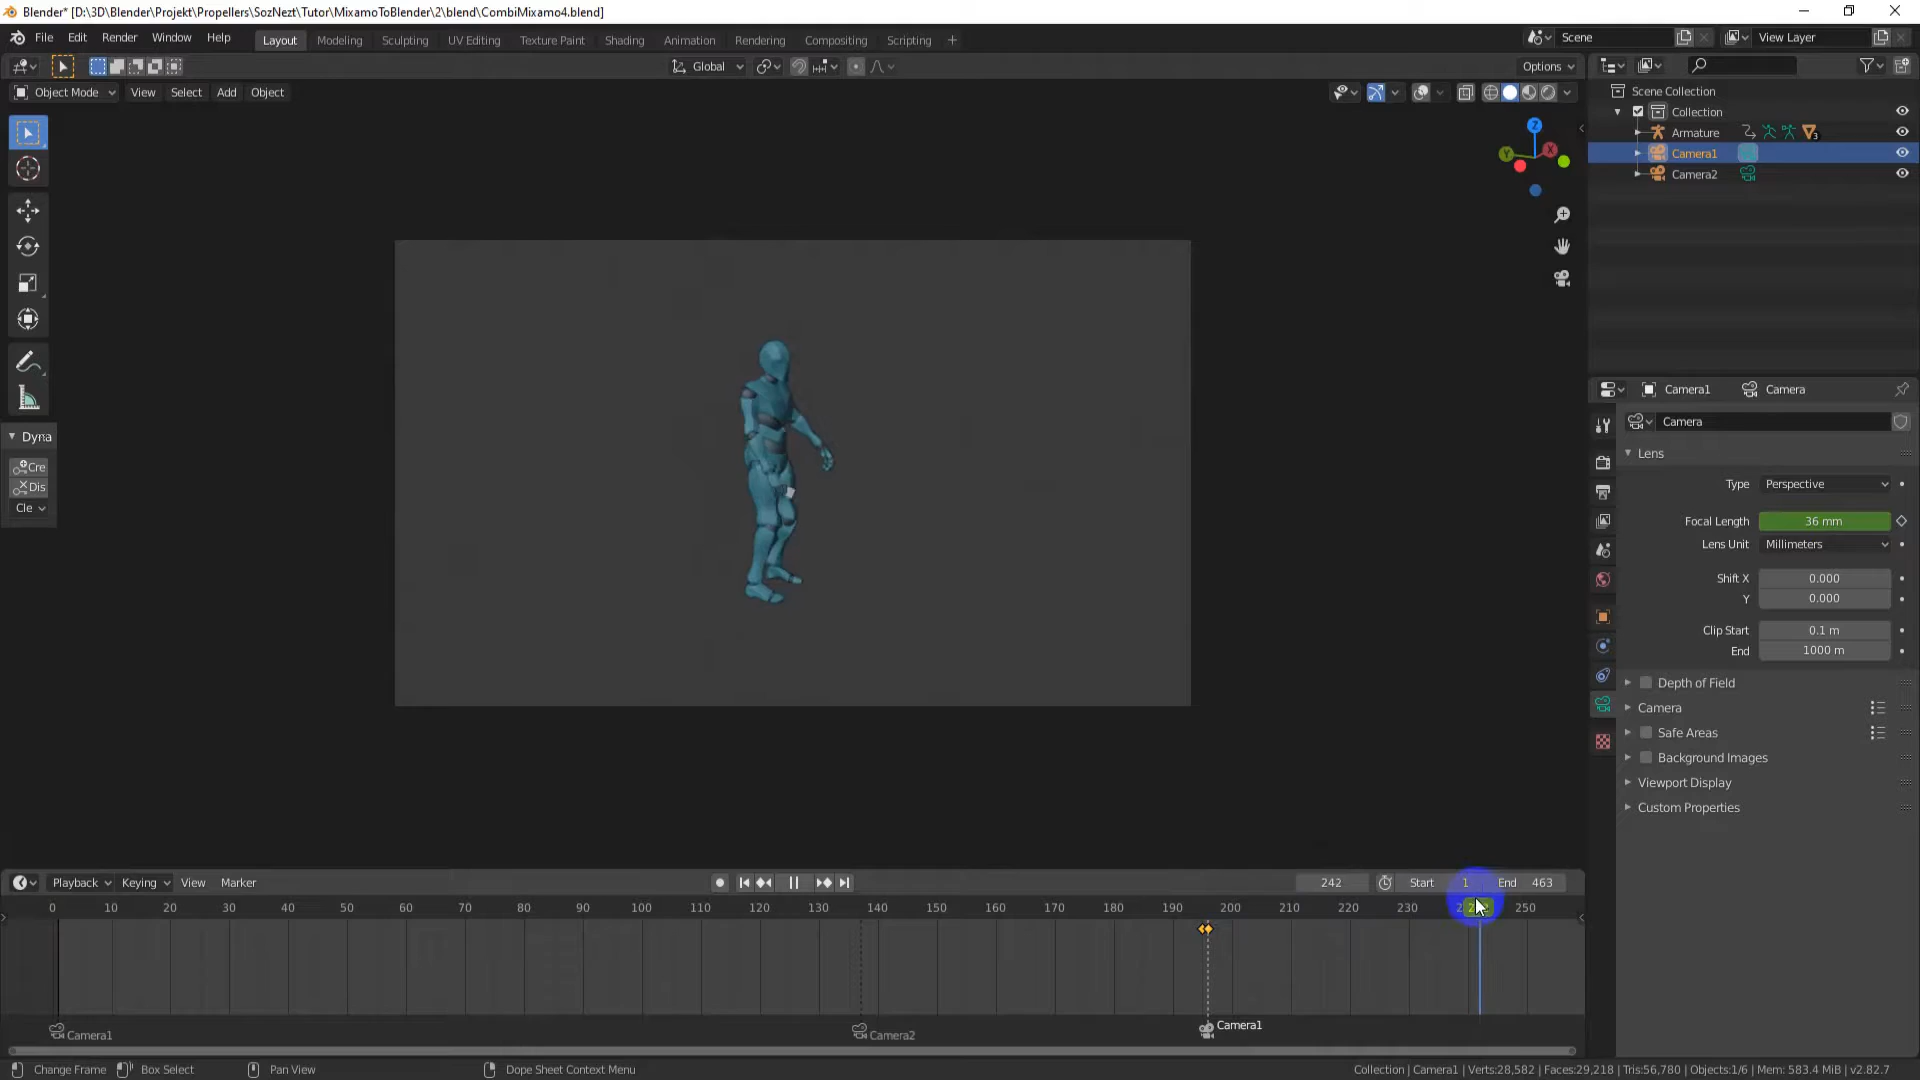 Blender* [D:\3D\Blender\Projekt\Propellers\SozNezt\Tutor\MixamoToBlender\2\blend\CombiMixamo4.blend]
File Edit Render Window Help Layout Modeling Sculpting UV Editing Texture Paint Shading Animation Rendering Compositing Scripting + Scene View Layer
Global Options
Object Mode View Select Add Object
Z
Y
X
Scene Collection
Collection
Armature 3
Camera1
Camera2
Camera1 Camera
Camera
Lens
Type Perspective
Focal Length 36 mm
Lens Unit Millimeters
Shift X 0.000
Y 0.000
Clip Start 0.1 m
End 1000 m
Depth of Field
Camera
Safe Areas
Background Images
Viewport Display
Custom Properties
Dyna
Cre
Dis
Cle
Playback Keying View Marker 242 Start 1 End 463
0 10 20 30 40 50 60 70 80 90 100 110 120 130 140 150 160 170 180 190 200 210 220 230 250
Camera1 Camera2 Camera1
Change Frame Box Select Pan View Dope Sheet Context Menu Collection | Camera1 | Verts:28,582 | Faces:29,218 | Tris:56,780 | Objects:1/6 | Mem: 583.4 MiB | v2.82.7